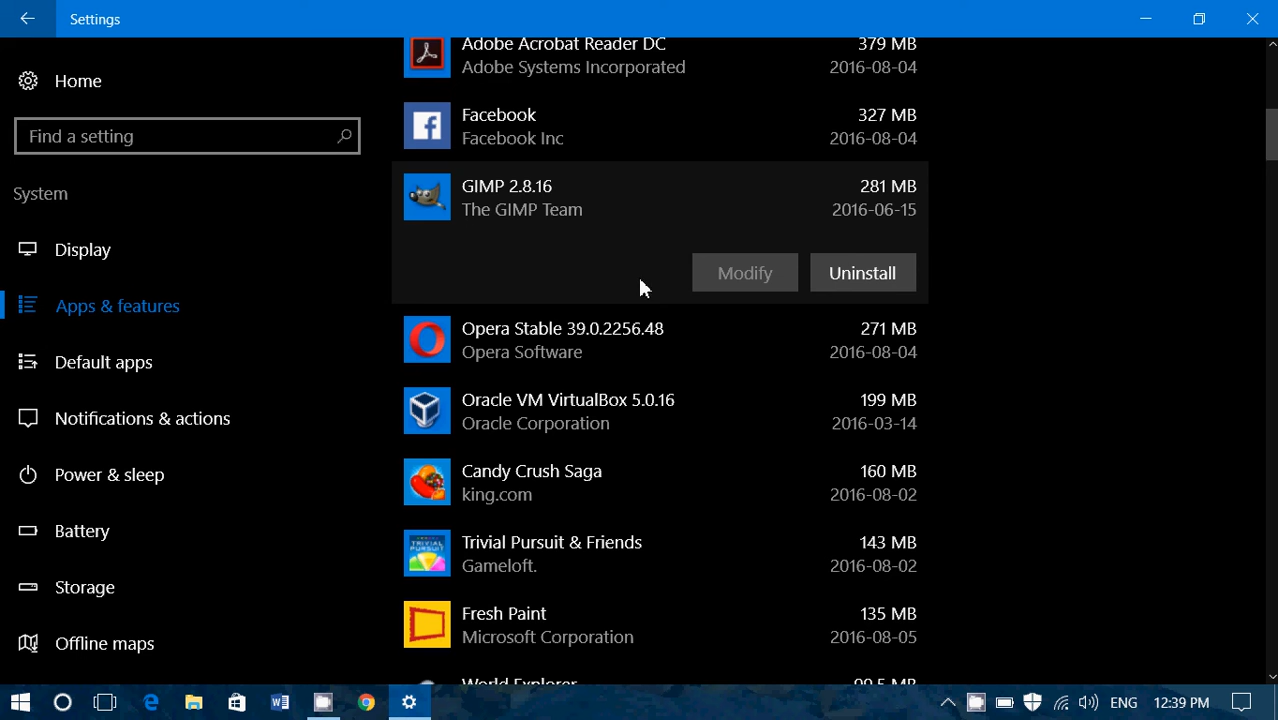 Settings
Home
Find a setting
System
Display
Apps & features
Default apps
Notifications & actions
Power & sleep
Battery
Storage
Offline maps
Adobe Acrobat Reader DC 379 MB
Adobe Systems Incorporated 2016-08-04
Facebook 327 MB
Facebook Inc 2016-08-04
GIMP 2.8.16 281 MB
The GIMP Team 2016-06-15
Modify Uninstall
Opera Stable 39.0.2256.48 271 MB
Opera Software 2016-08-04
Oracle VM VirtualBox 5.0.16 199 MB
Oracle Corporation 2016-03-14
Candy Crush Saga 160 MB
king.com 2016-08-02
Trivial Pursuit & Friends 143 MB
Gameloft. 2016-08-02
Fresh Paint 135 MB
Microsoft Corporation 2016-08-05
World Explorer 99.5 MB
ENG 12:39 PM